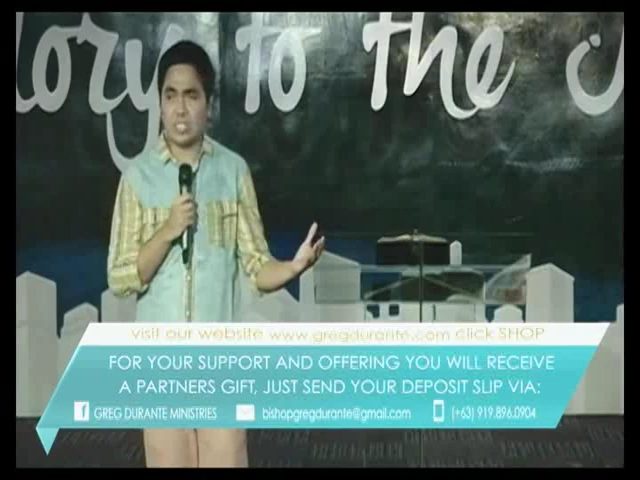 lory to the
visit our website www.gregdurante.com click SHOP
FOR YOUR SUPPORT AND OFFERING YOU WILL RECEIVE
A PARTNERS GIFT, JUST SEND YOUR DEPOSIT SLIP VIA:
GREG DURANTE MINISTRIES bishopgregdurante@gmail.com (+63) 919.896.0904